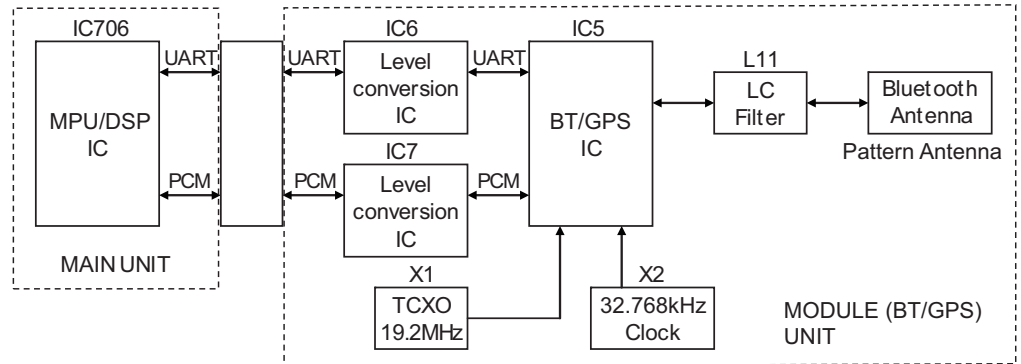 IC706
MPU/DSP
IC
MAIN UNIT
UART
PCM
UART
PCM
IC6
Level
conversion
IC
IC7
Level
conversion
IC
UART
PCM
IC5
BT/GPS
IC
L11
LC
Filter
Bluetooth
Antenna
Pattern Antenna
X1
TCXO
19.2MHz
X2
32.768kHz
Clock
MODULE (BT/GPS)
UNIT